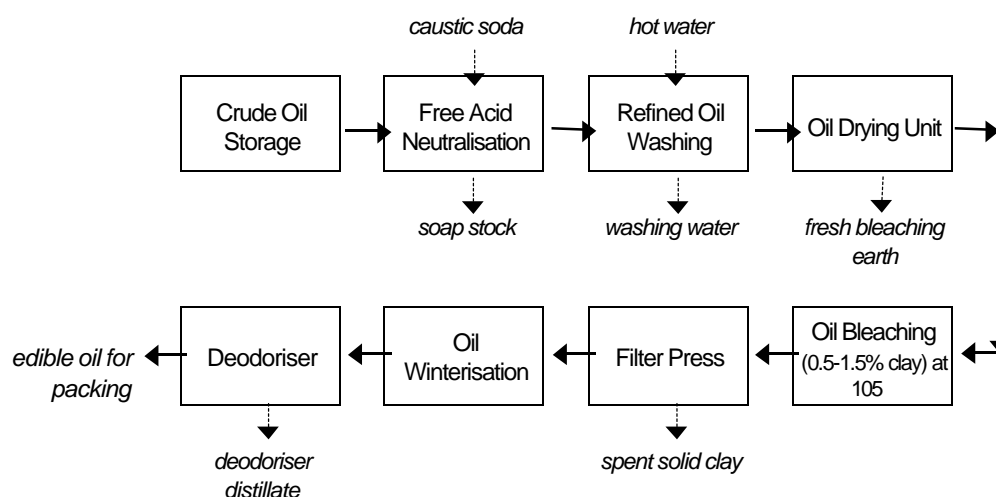 caustic soda
hot water
Crude Oil
Storage
Free Acid
Neutralisation
Refined Oil
Washing
Oil Drying Unit
soap stock
washing water
fresh bleaching
earth
edible oil for
packing
Deodoriser
Oil
Winterisation
Filter Press
Oil Bleaching
(0.5-1.5% clay) at
105
deodoriser
distillate
spent solid clay